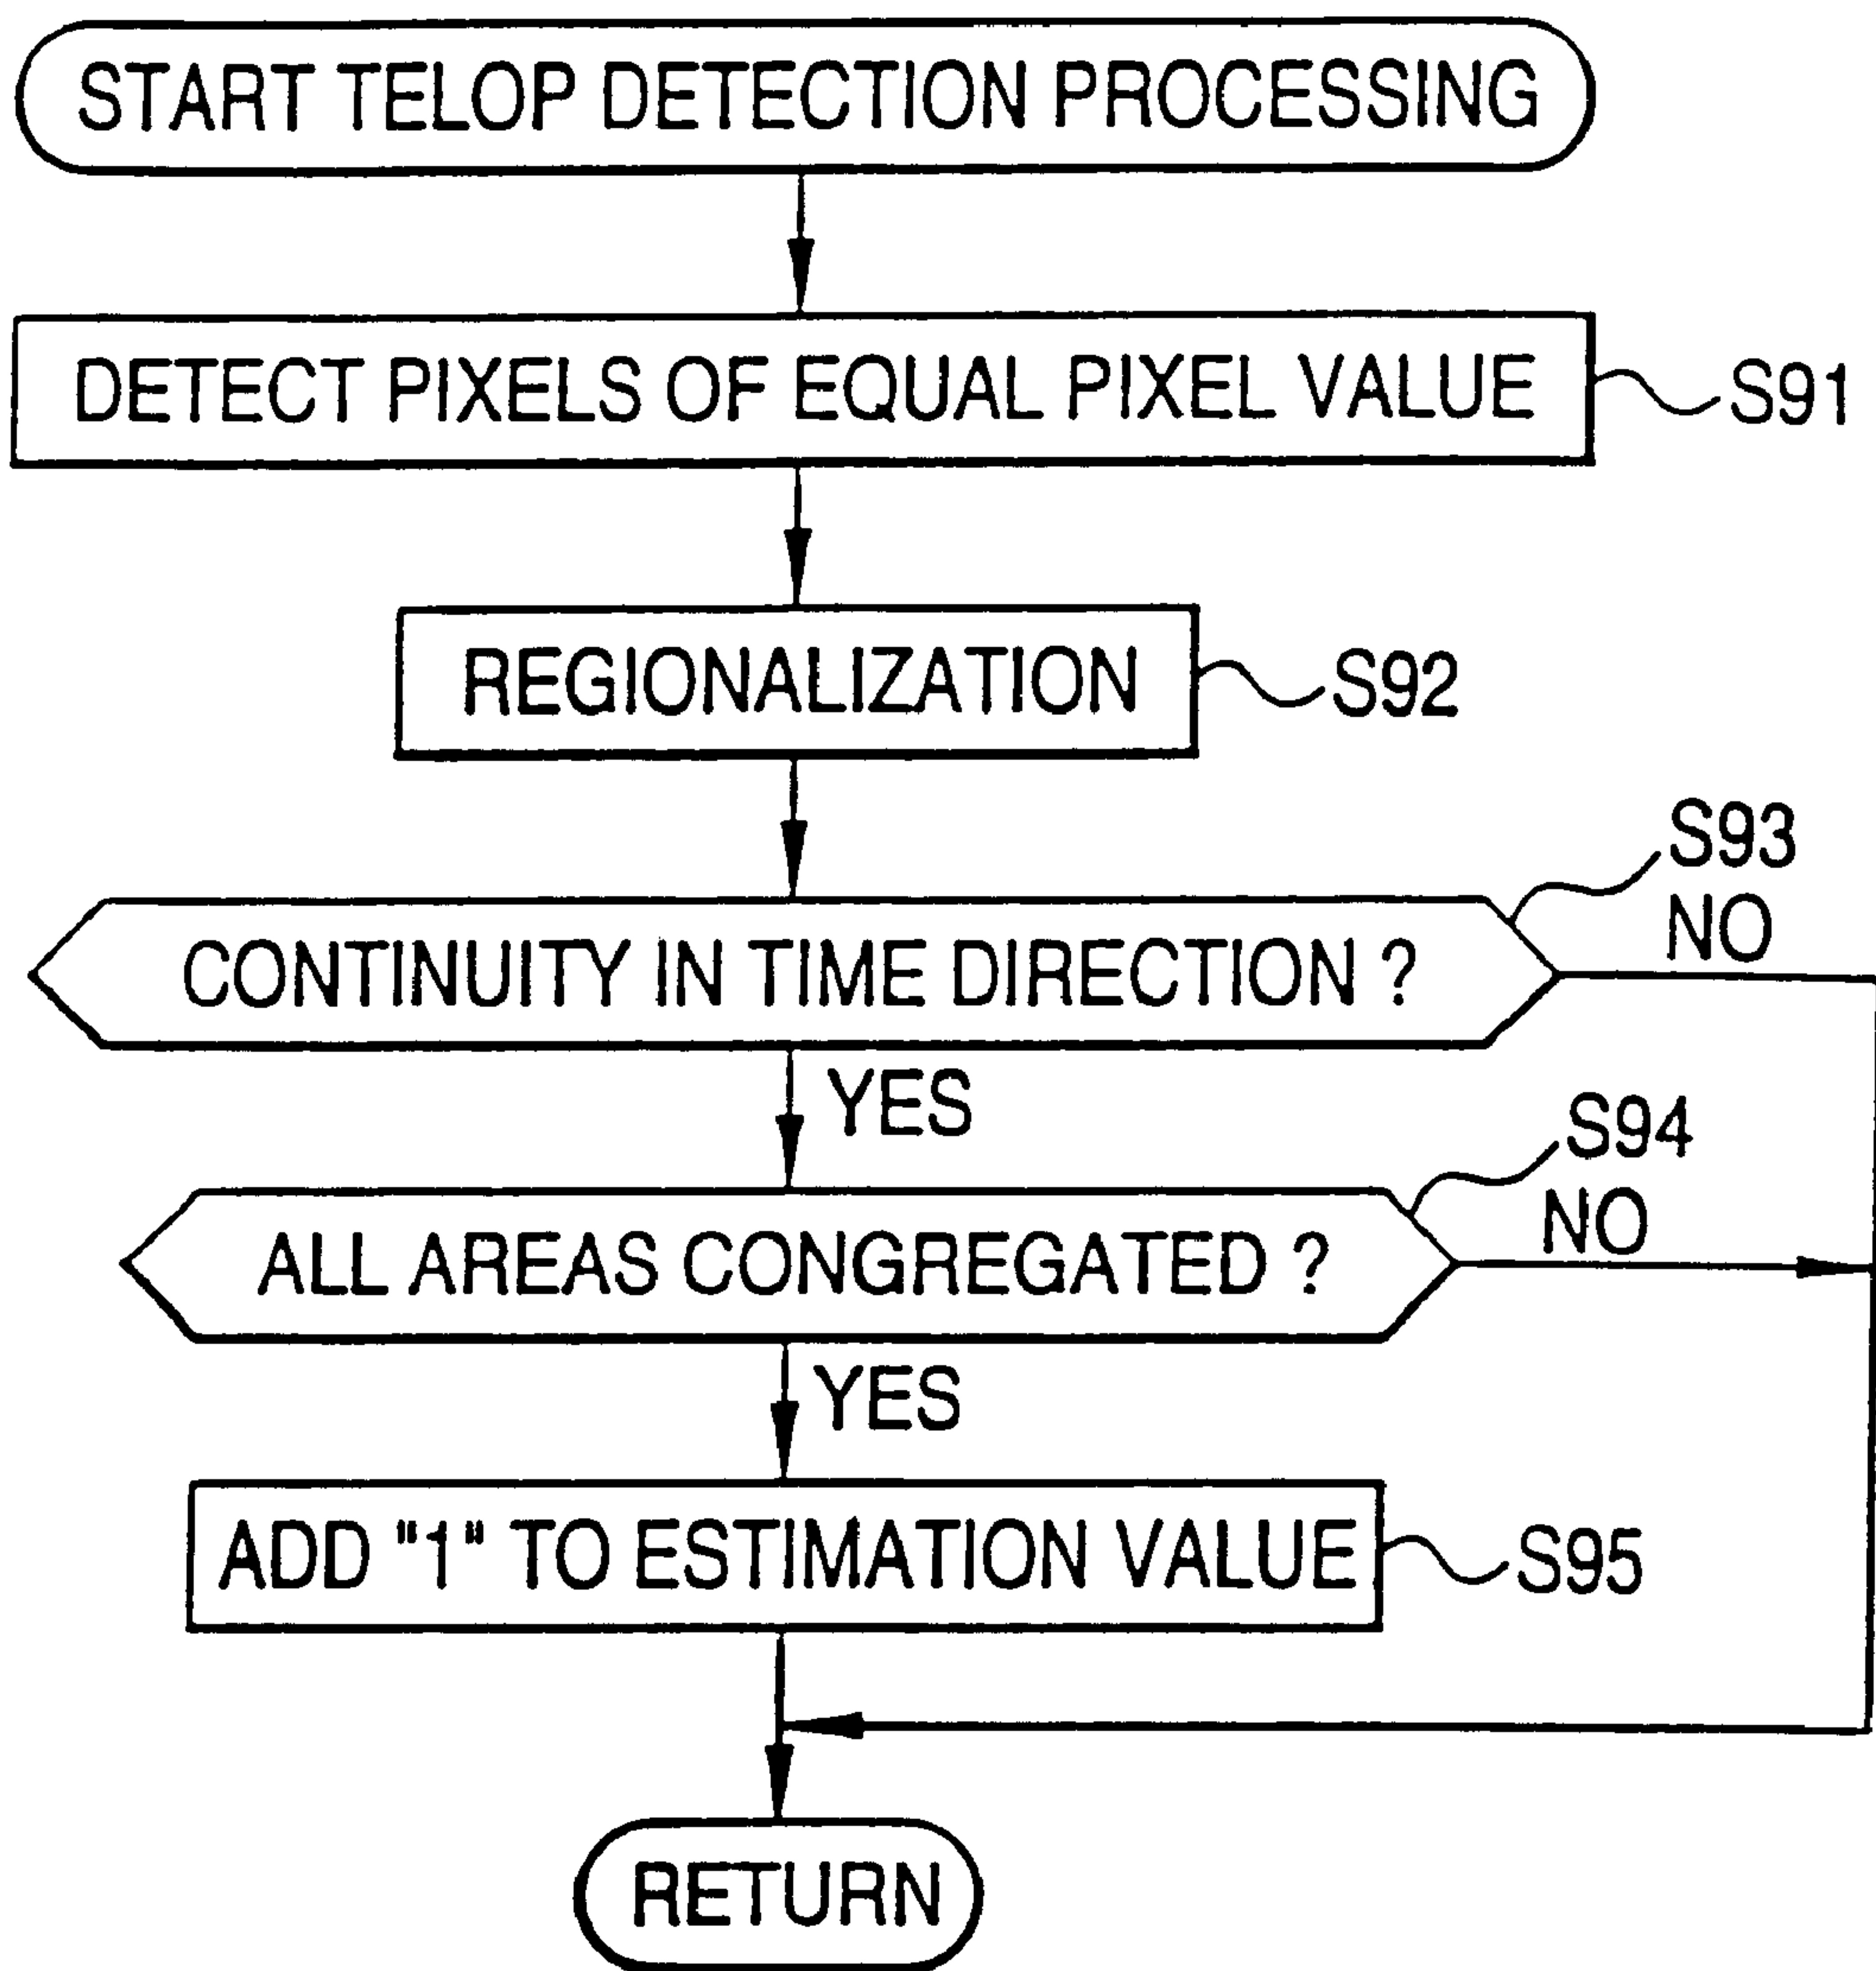 START TELOP DETECTION PROCESSING
DETECT PIXELS OF EQUAL PIXEL VALUE
S91
REGIONALIZATION
S92
S93
NO
CONTINUITY IN TIME DIRECTION ?
YES
S94
NO
ALL AREAS CONGREGATED ?
YES
ADD "1" TO ESTIMATION VALUE
S95
RETURN